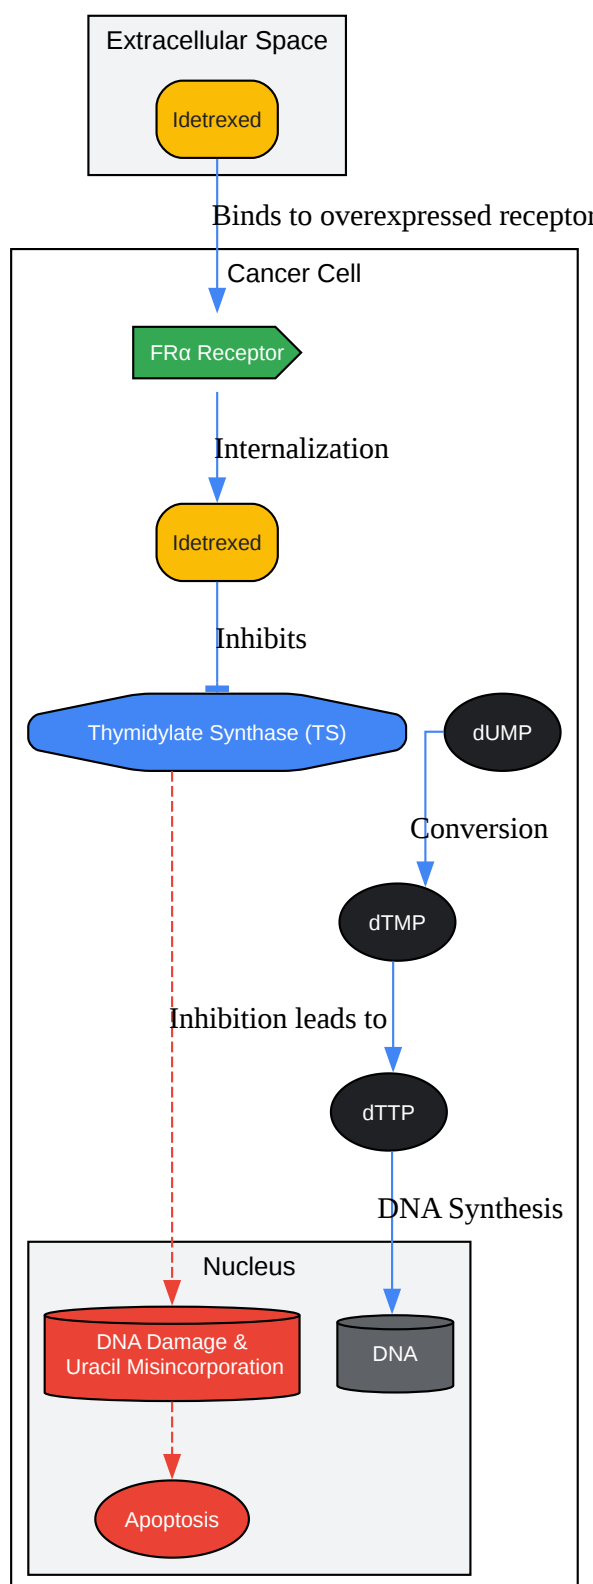 Extracellular Space
Idetrexed
Binds to overexpressed receptor
Cancer Cell
FRα Receptor
Internalization
Idetrexed
Inhibits
Thymidylate Synthase (TS)
dUMP
Conversion
dTMP
Inhibition leads to
dTTP
DNA Synthesis
Nucleus
DNA Damage &
Uracil Misincorporation
DNA
Apoptosis